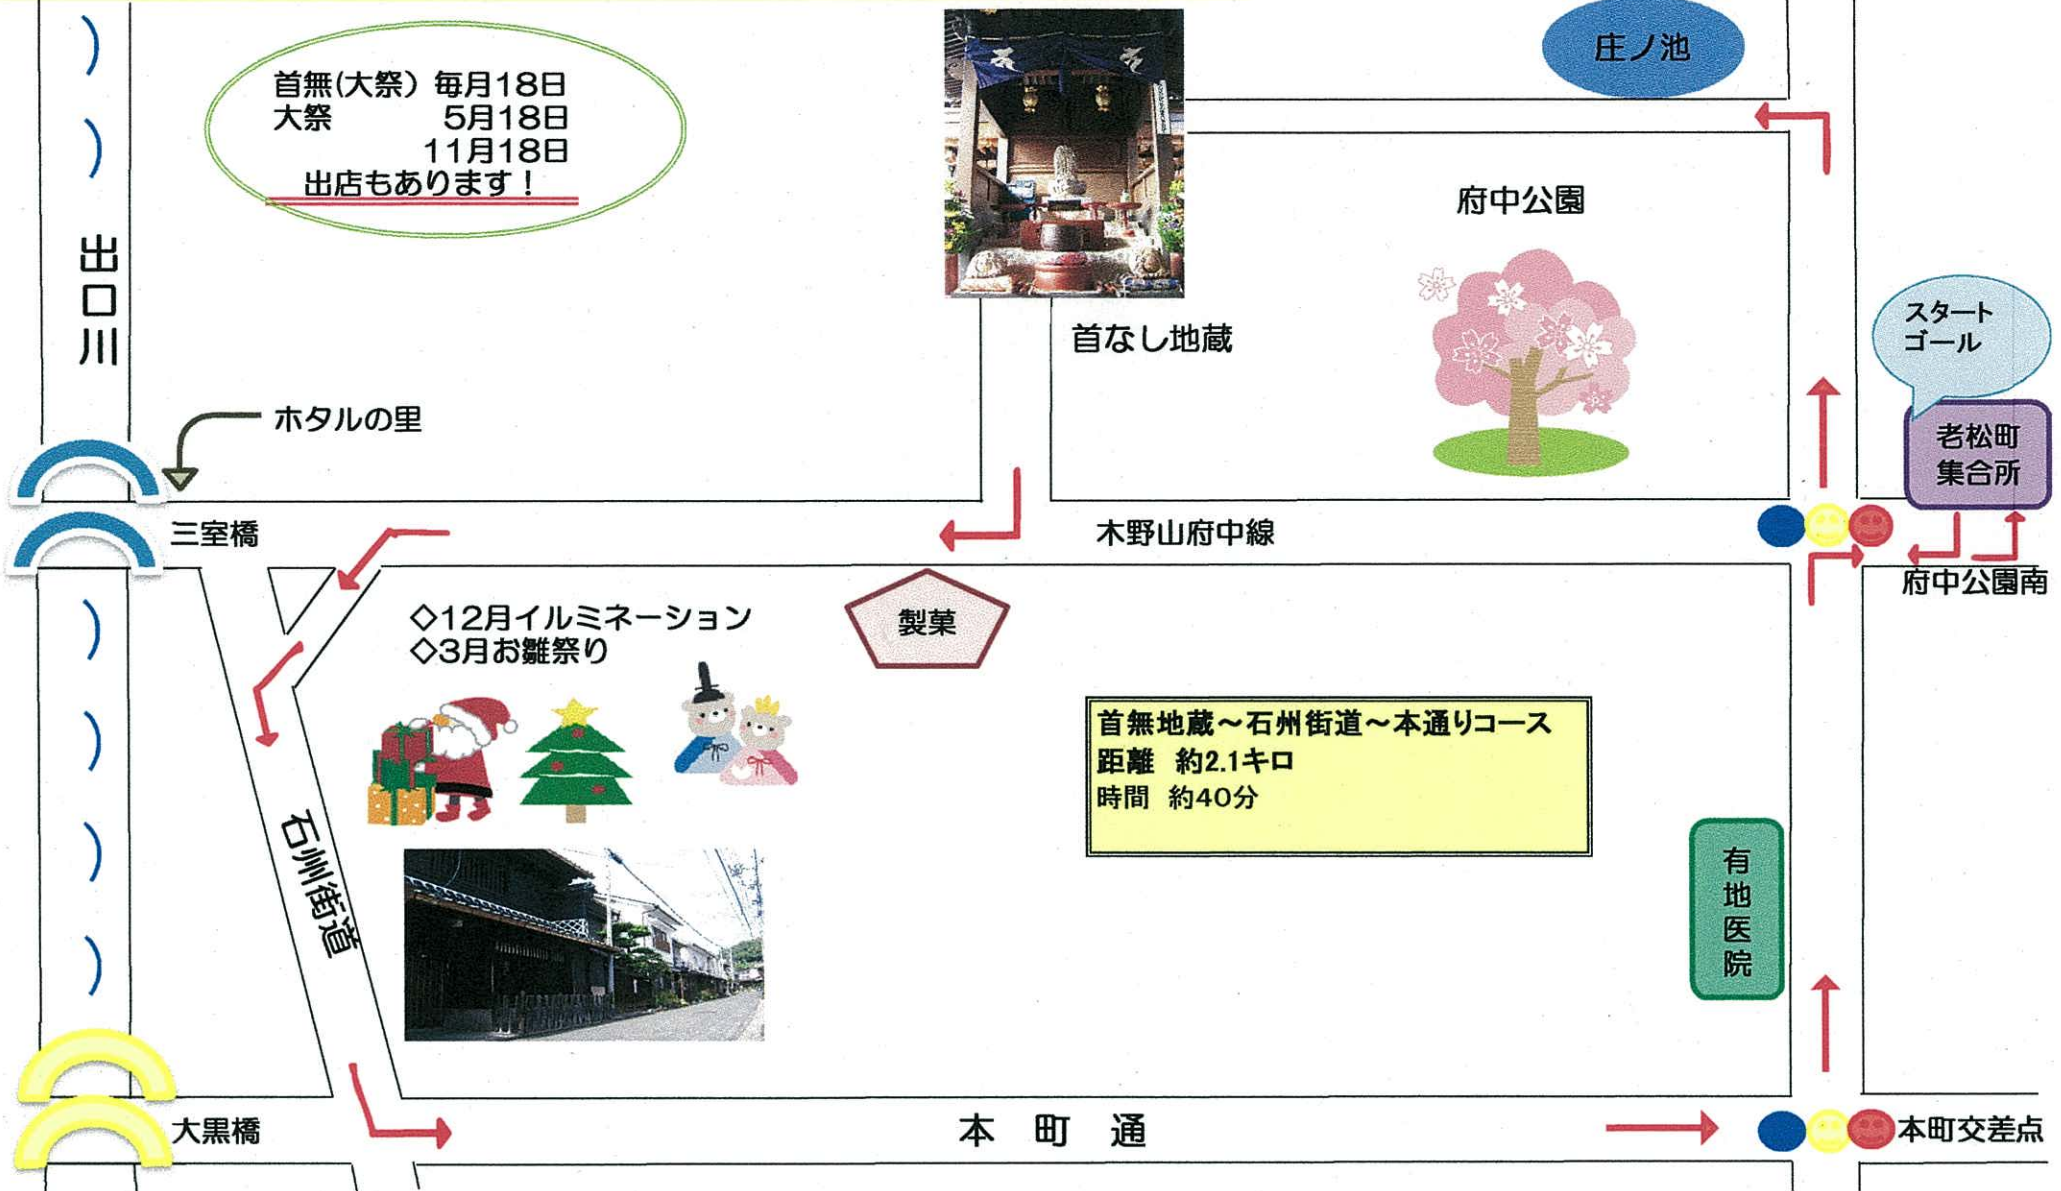 首無(大祭) 毎月18日
大祭 5月18日
11月18日
出店もあります！
庄ノ池
府中公園
出口川
首なし地蔵
スタート
ゴール
老松町
集合所
ホタルの里
三室橋
木野山府中線
府中公園南
◇12月イルミネーション
◇3月お雛祭り
製菓
首無地蔵～石州街道～本通りコース
距離 約2.1キロ
時間 約40分
石州街道
有地医院
大黒橋
本町通
本町交差点